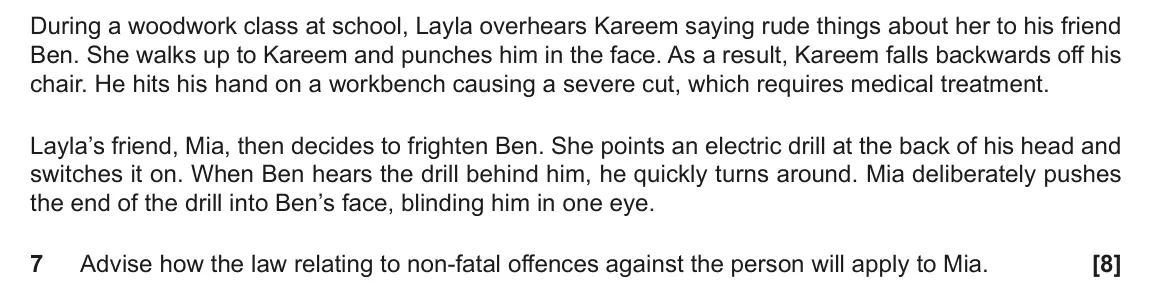 During a woodwork class at school, Layla overhears Kareem saying rude things about her to his friend
Ben. She walks up to Kareem and punches him in the face. As a result, Kareem falls backwards off his
chair. He hits his hand on a workbench causing a severe cut, which requires medical treatment.
Layla’s friend, Mia, then decides to frighten Ben. She points an electric drill at the back of his head and
switches it on. When Ben hears the drill behind him, he quickly turns around. Mia deliberately pushes
the end of the drill into Ben’s face, blinding him in one eye.
7 Advise how the law relating to non-fatal offences against the person will apply to Mia. [8]